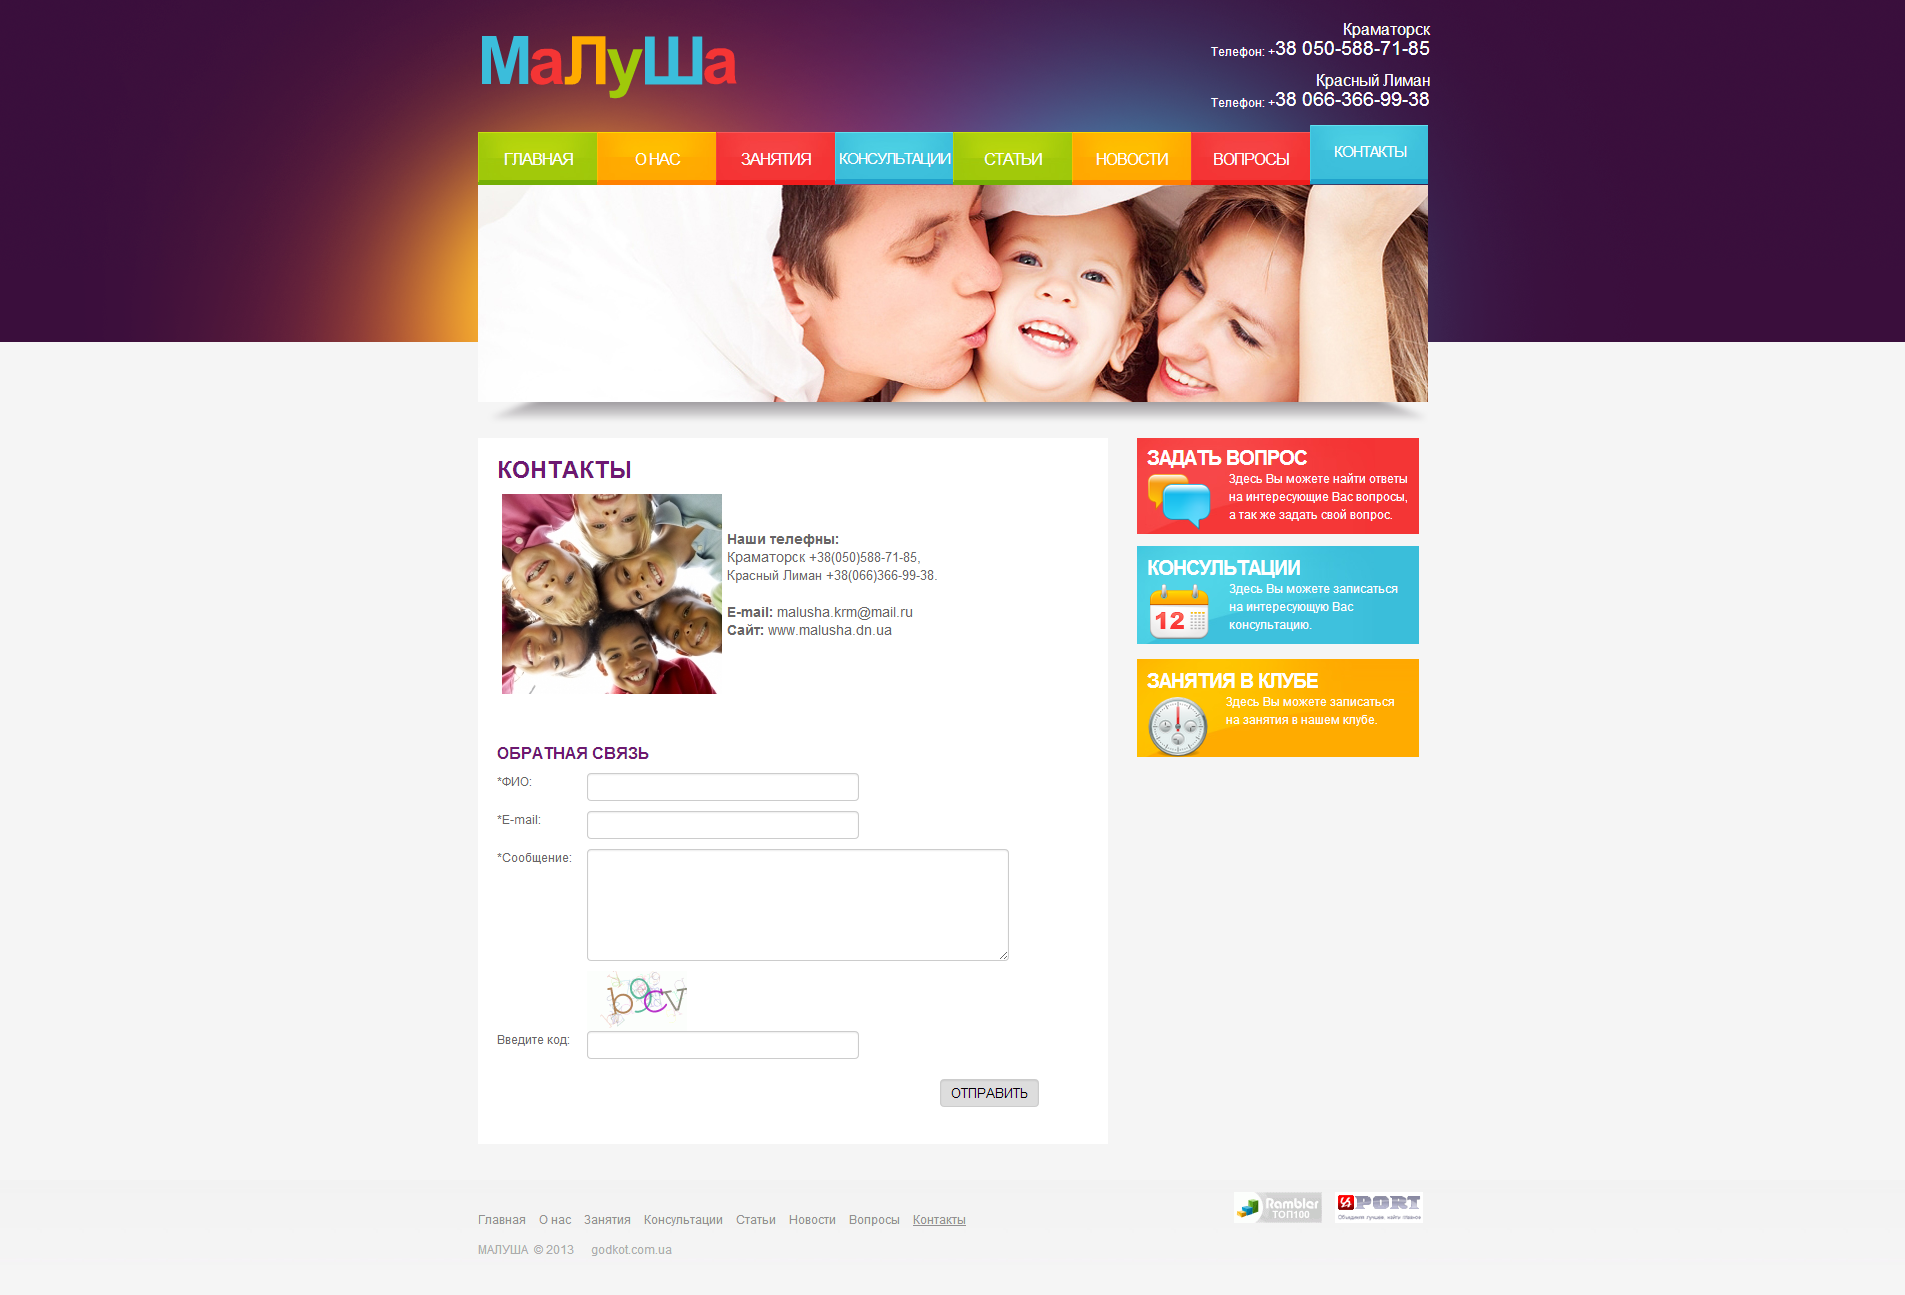 МаЛуШа
Краматорск
Телефон: +38 050-588-71-85
Красный Лиман
Телефон: +38 066-366-99-38
ГЛАВНАЯ О НАС ЗАНЯТИЯ КОНСУЛЬТАЦИИ СТАТЬИ НОВОСТИ ВОПРОСЫ КОНТАКТЫ
КОНТАКТЫ
Наши телефны:
Краматорск +38(050)588-71-85,
Красный Лиман +38(066)366-99-38.
E-mail: malusha.krm@mail.ru
Сайт: www.malusha.dn.ua
ОБРАТНАЯ СВЯЗЬ
*ФИО:
*E-mail:
*Сообщение:
Введите код:
ОТПРАВИТЬ
ЗАДАТЬ ВОПРОС
Здесь Вы можете найти ответы
на интересующие Вас вопросы,
а так же задать свой вопрос.
КОНСУЛЬТАЦИИ
12
Здесь Вы можете записаться
на интересующую Вас
консультацию.
ЗАНЯТИЯ В КЛУБЕ
Здесь Вы можете записаться
на занятия в нашем клубе.
Главная О нас Занятия Консультации Статьи Новости Вопросы Контакты
Rambler
ТОП100
PORT
МАЛУША © 2013 godkot.com.ua